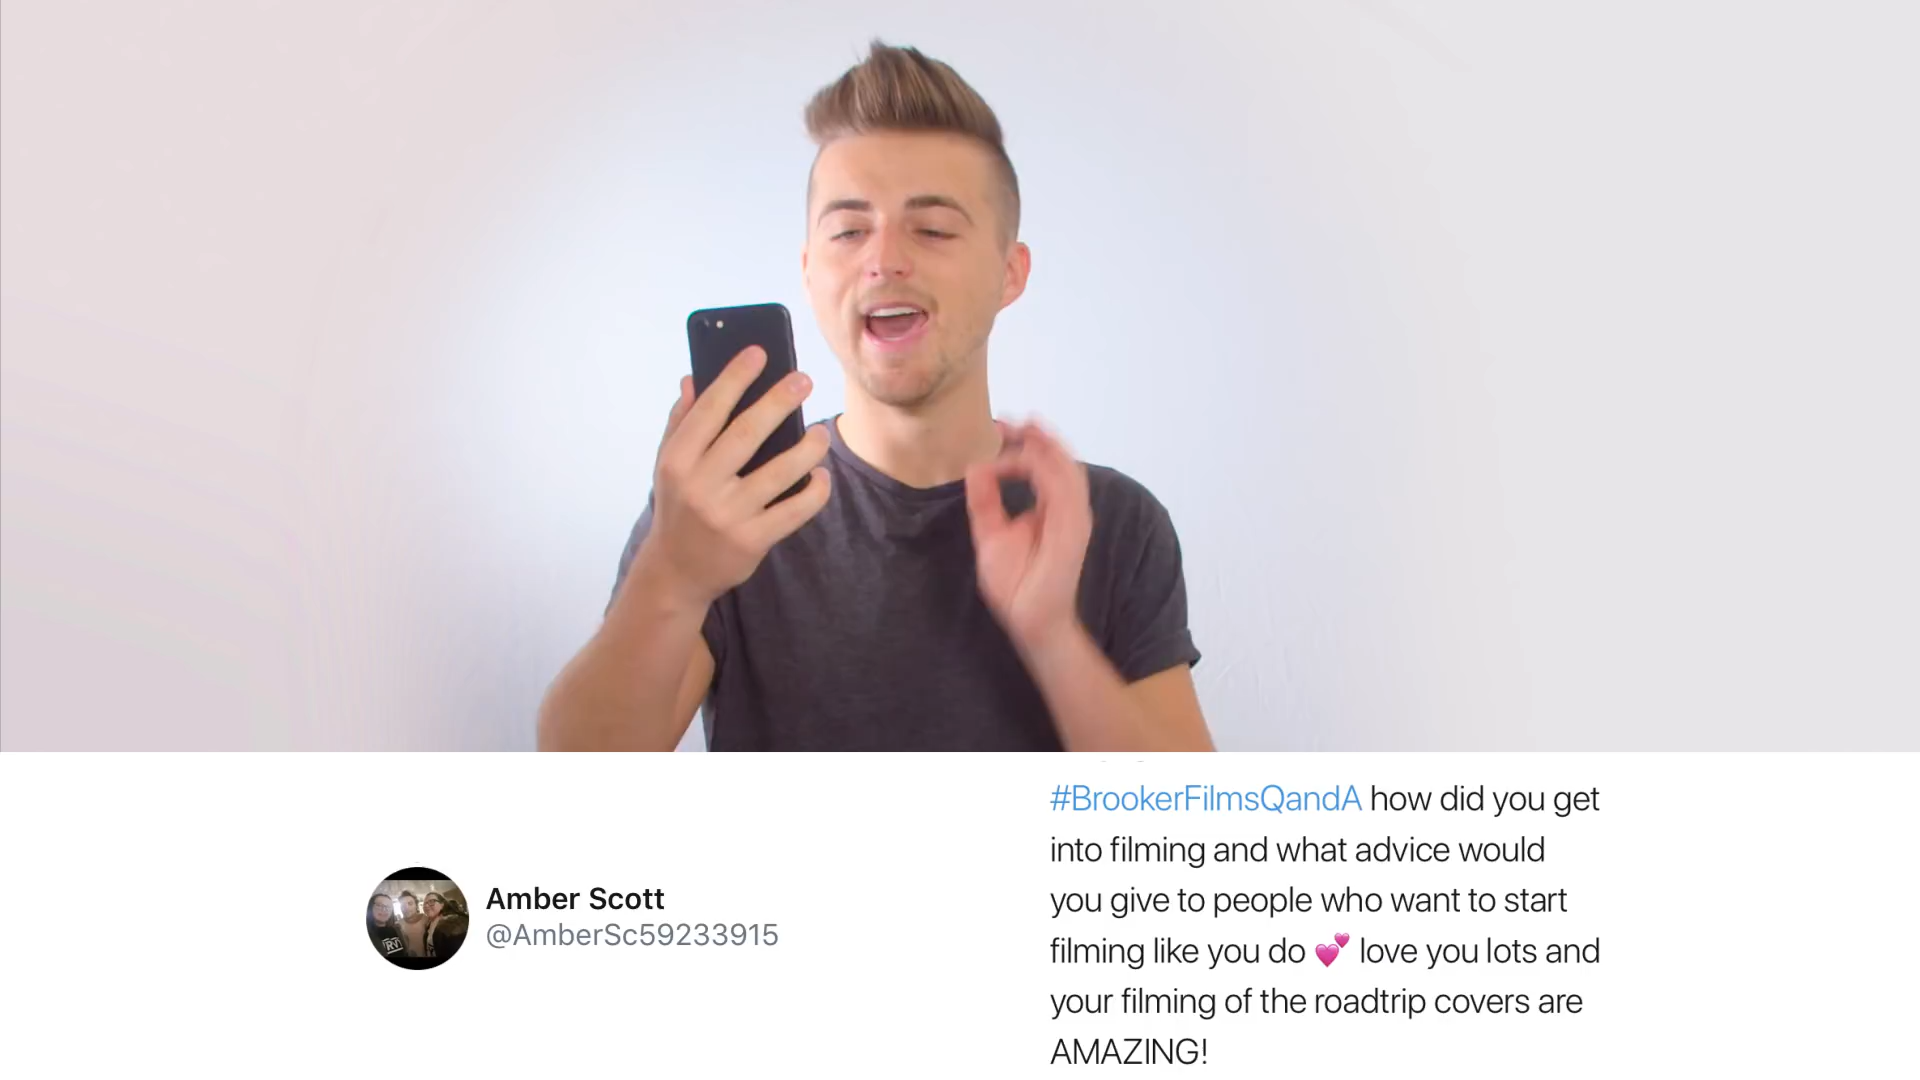 Amber Scott
@AmberSc59233915
#BrookerFilmsQandA how did you get
into filming and what advice would
you give to people who want to start
filming like you do 💕 love you lots and
your filming of the roadtrip covers are
AMAZING!
RV